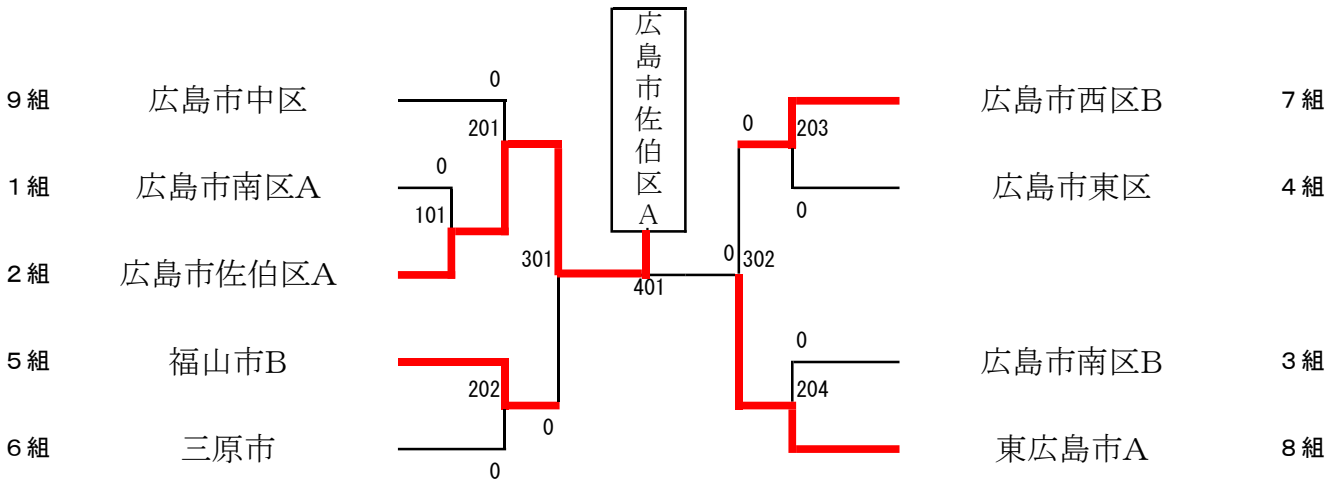 広島市佐伯区A
0
9組 広島市中区
広島市西区B 7組
0
201
203
0
1組 広島市南区A
広島市東区 4組
101
0
2組 広島市佐伯区A
301
0
302
401
5組 福山市B
0
広島市南区B 3組
202
204
0
6組 三原市
東広島市A 8組
0